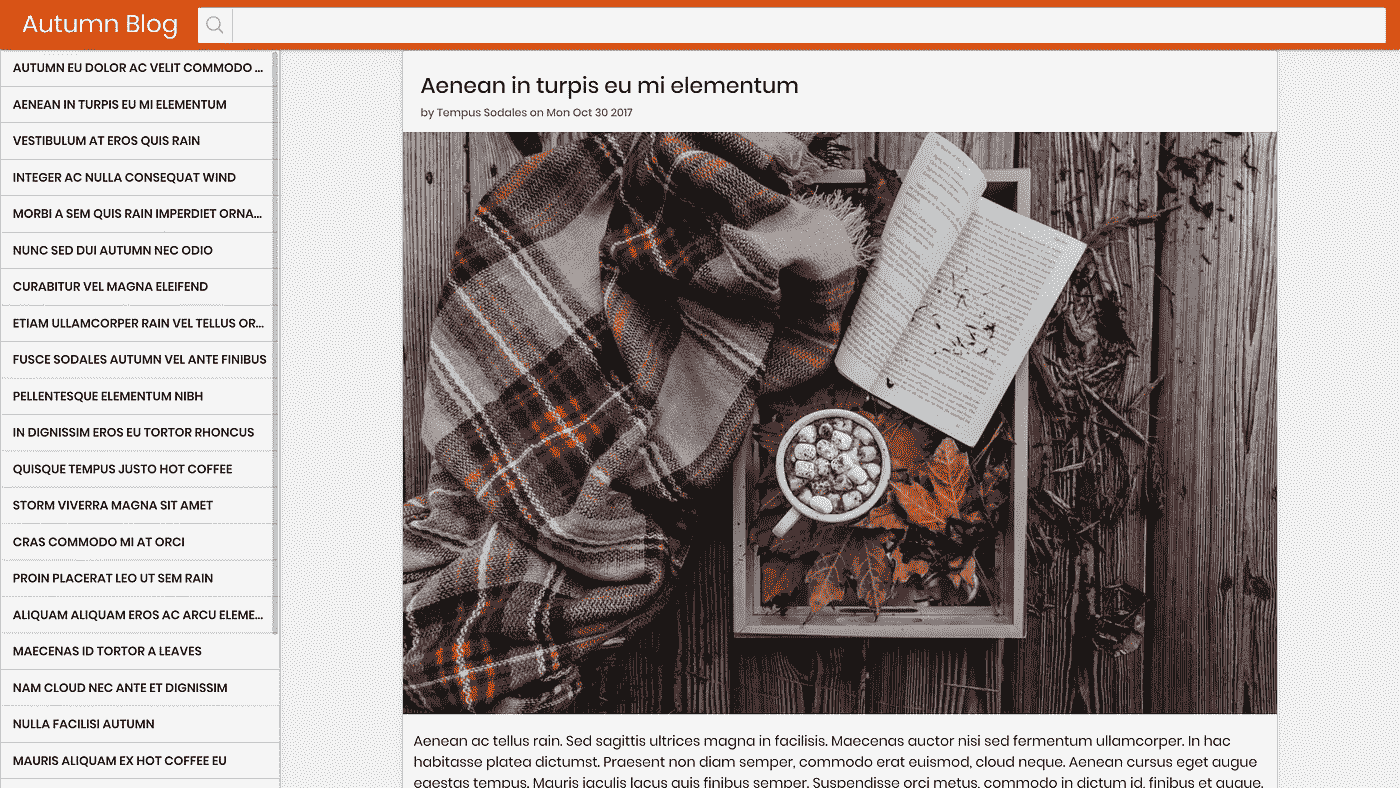 Autumn Blog
AUTUMN EU DOLOR AC VELIT COMMODO ...
AENEAN IN TURPIS EU MI ELEMENTUM
VESTIBULUM AT EROS QUIS RAIN
INTEGER AC NULLA CONSEQUAT WIND
MORBI A SEM QUIS RAIN IMPERDIET ORNA...
NUNC SED DUI AUTUMN NEC ODIO
CURABITUR VEL MAGNA ELEIFEND
ETIAM ULLAMCORPER RAIN VEL TELLUS OR...
FUSCE SODALES AUTUMN VEL ANTE FINIBUS
PELLENTESQUE ELEMENTUM NIBH
IN DIGNISSIM EROS EU TORTOR RHONCUS
QUISQUE TEMPUS JUSTO HOT COFFEE
STORM VIVERRA MAGNA SIT AMET
CRAS COMMODO MI AT ORCI
PROIN PLACERAT LEO UT SEM RAIN
ALIQUAM ALIQUAM EROS AC ARCU ELEME...
MAECENAS ID TORTOR A LEAVES
NAM CLOUD NEC ANTE ET DIGNISSIM
NULLA FACILISI AUTUMN
MAURIS ALIQUAM EX HOT COFFEE EU
Aenean in turpis eu mi elementum
by Tempus Sodales on Mon Oct 30 2017
Aenean ac tellus rain. Sed sagittis ultrices magna in facilisis. Maecenas auctor nisi sed fermentum ullamcorper. In hac
habitasse platea dictumst. Praesent non diam semper, commodo erat euismod, cloud neque. Aenean cursus eget augue
egestas tempus. Mauris iaculis lacus quis finibus semper. Suspendisse orci metus, commodo in dictum id, finibus et augue.